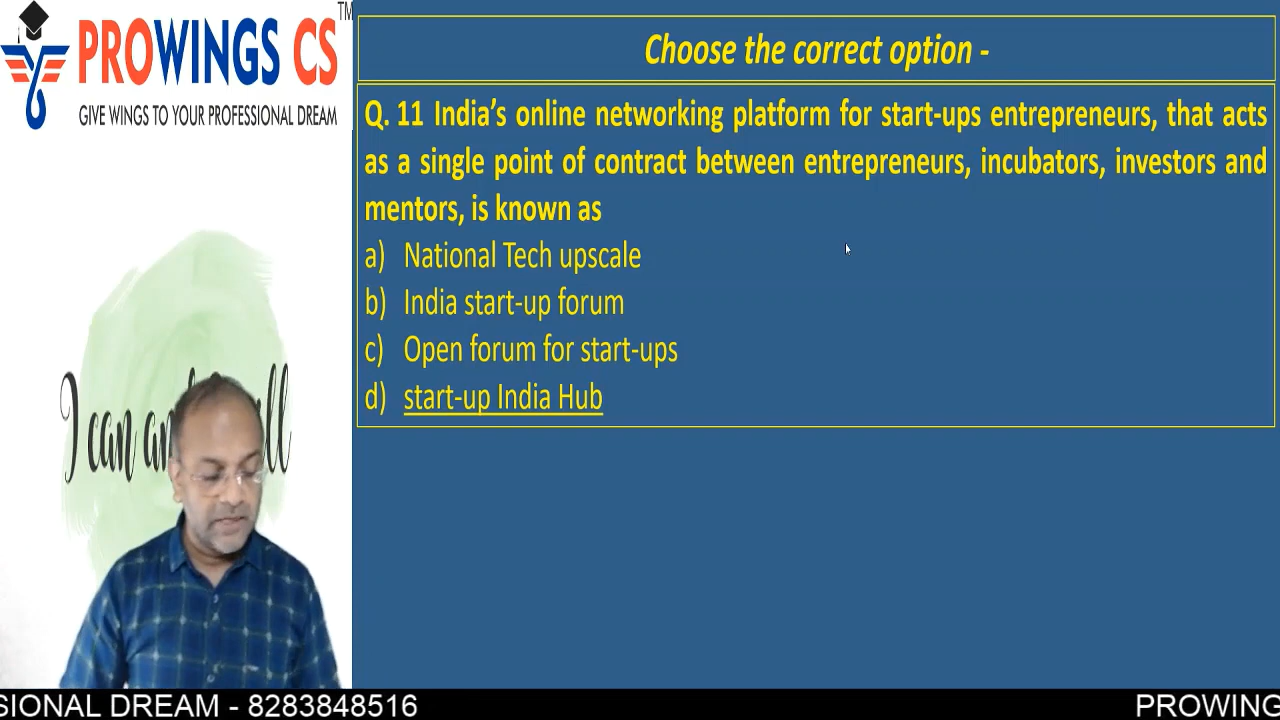 TM
PROWINGS CS
GIVE WINGS TO YOUR PROFESSIONAL DREAM
Choose the correct option -
Q. 11 India's online networking platform for start-ups entrepreneurs, that acts
as a single point of contract between entrepreneurs, incubators, investors and
mentors, is known as
a) National Tech upscale
b) India start-up forum
c) Open forum for start-ups
d) start-up India Hub
I can
SIONAL DREAM - 8283848516
PROWING